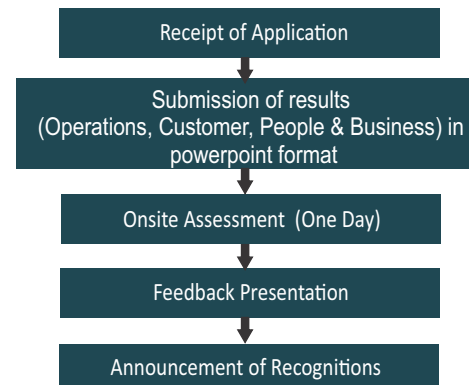 Receipt of Application
Submission of results
(Operations, Customer, People & Business) in
powerpoint format
Onsite Assessment (One Day)
Feedback Presentation
Announcement of Recognitions